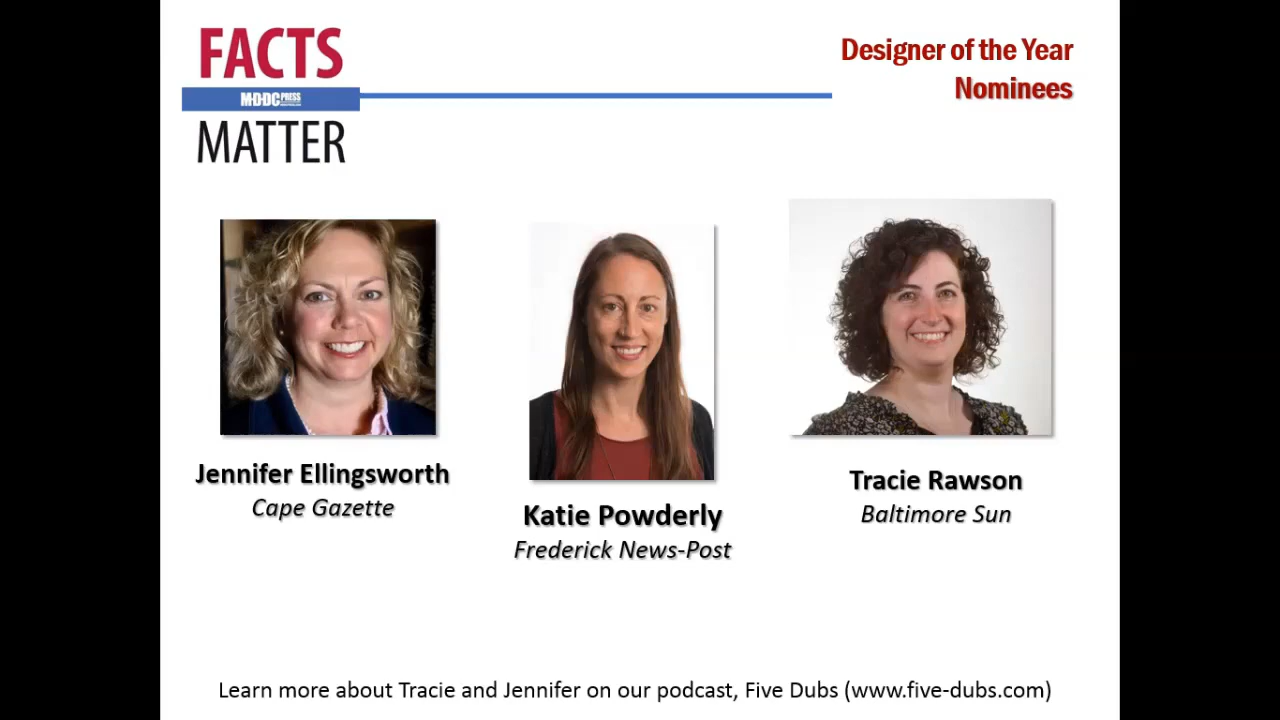 FACTS
MDDC PRESS
MATTER
Designer of the Year
Nominees
Jennifer Ellingsworth
Cape Gazette
Katie Powderly
Frederick News-Post
Tracie Rawson
Baltimore Sun
Learn more about Tracie and Jennifer on our podcast, Five Dubs (www.five-dubs.com)